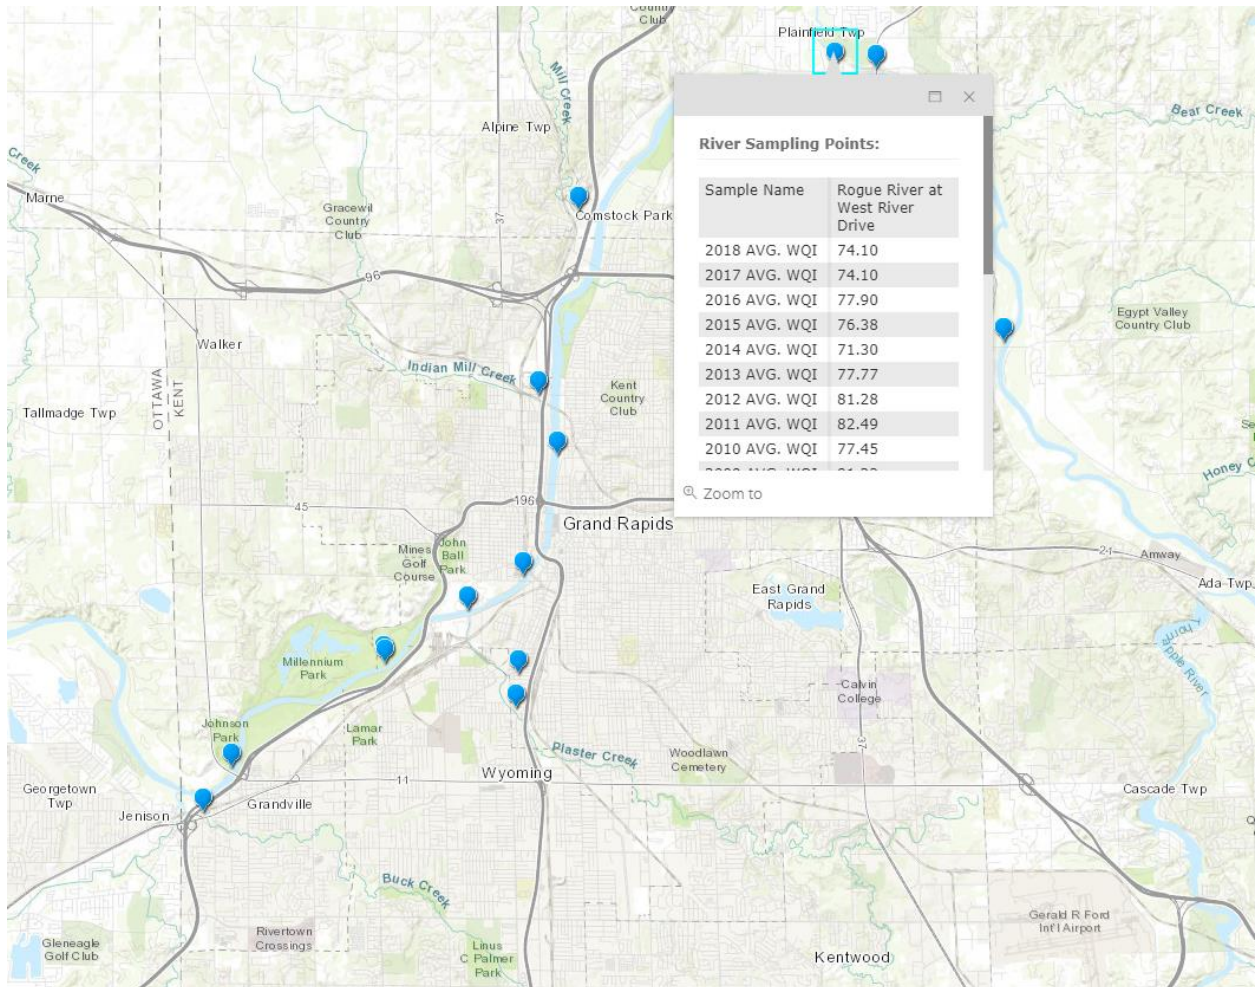 Country
Club
Plainfield Twp
Mill Creek
Bear Creek
Alpine Twp
River Sampling Points:
Sample Name
Rogue River at
West River
Drive
2018 AVG. WQI 74.10
2017 AVG. WQI 74.10
2016 AVG. WQI 77.90
2015 AVG. WQI 76.38
2014 AVG. WQI 71.30
2013 AVG. WQI 77.77
2012 AVG. WQI 81.28
2011 AVG. WQI 82.49
2010 AVG. WQI 77.45
Zoom to
Creek
Marne
Gracewil
Country
Club
37
Comstock Park
96
Egypt Valley
Country Club
Walker
Indian Mill Creek
OTTAWA
KENT
Kent
Country
Club
Tallmadge Twp
Honey
196
45
Grand Rapids
John
Ball
Park
Mines
Golf
Course
21
Amway
Ada Twp
East Grand
Rapids
Thornapple River
Millennium
Park
Calvin
College
Johnson
Park
Lamar
Park
37
Plaster Creek
Woodlawn
Cemetery
11
Wyoming
Georgetown
Twp
Jenison
Grandville
Cascade Twp
Buck Creek
Rivertown
Crossings
Gerald R Ford
Int'l Airport
Gleneagle
Golf Club
Linus
C Palmer
Park
Kentwood